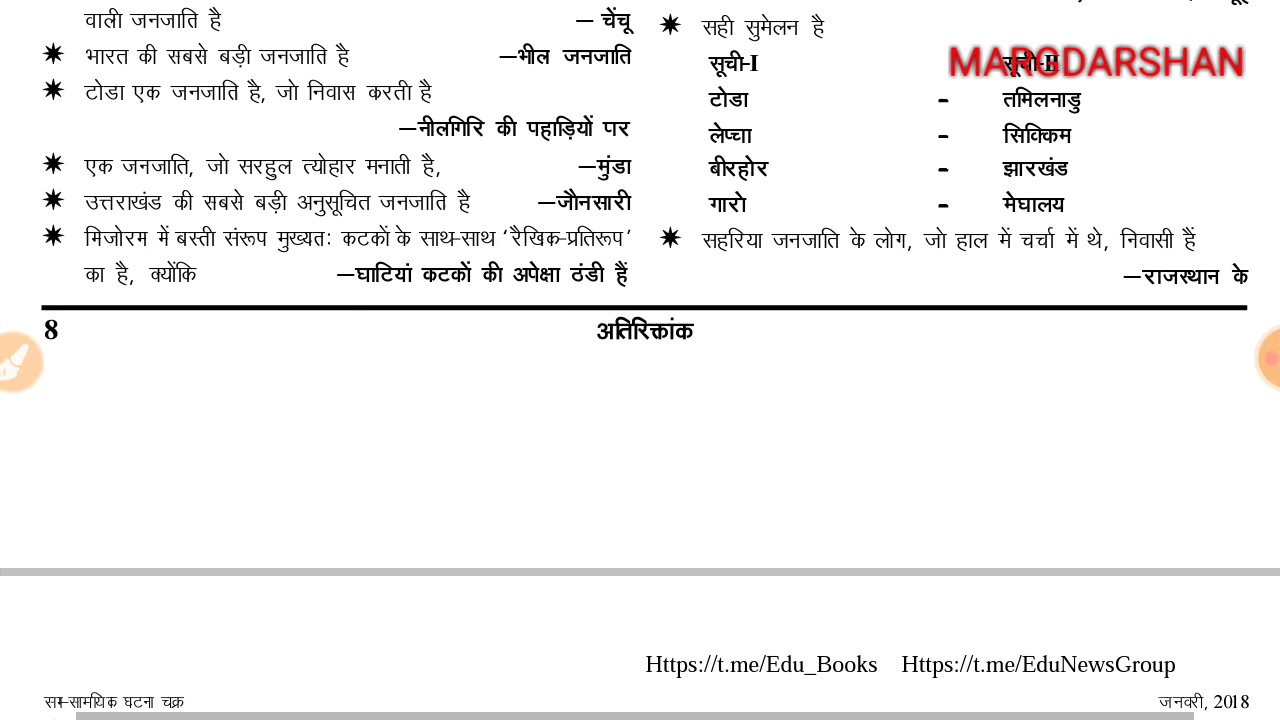 वाली जनजाति है — चेंचू
✷ भारत की सबसे बड़ी जनजाति है —भील जनजाति
✷ टोडा एक जनजाति है, जो निवास करती है
—नीलगिरि की पहाड़ियों पर
✷ एक जनजाति, जो सरहुल त्योहार मनाती है, —मुंडा
✷ उत्तराखंड की सबसे बड़ी अनुसूचित जनजाति है —जौनसारी
✷ मिजोरम में बस्ती संरूप मुख्यतः कटकों के साथ-साथ ‘रैखिक-प्रतिरूप’
का है, क्योंकि —घाटियां कटकों की अपेक्षा ठंडी हैं
✷ सही सुमेलन है
सूची-I सूची-II
MARGDARSHAN
टोडा - तमिलनाडु
लेप्चा - सिक्किम
बीरहोर - झारखंड
गारो - मेघालय
✷ सहरिया जनजाति के लोग, जो हाल में चर्चा में थे, निवासी हैं
—राजस्थान के
8 अतिरिक्तांक
Https://t.me/Edu_Books Https://t.me/EduNewsGroup
सम-सामयिक घटना चक्र जनवरी, 2018